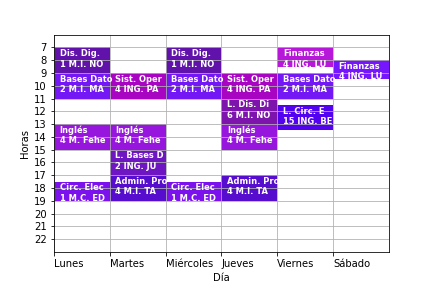 7
8
9
10
11
12
13
14
15
16
17
18
19
20
21
22
Horas
Dis. Dig.
1 M.I. NO
Bases Dato
2 M.I. MA
Inglés
4 M. Fehe
Circ. Elec
1 M.C. ED
Sist. Oper
4 ING. PA
Inglés
4 M. Fehe
L. Bases D
2 ING. JU
Admin. Pro
4 M.I. TA
Dis. Dig.
1 M.I. NO
Bases Dato
2 M.I. MA
Circ. Elec
1 M.C. ED
Sist. Oper
4 ING. PA
L. Dis. Di
6 M.I. NO
Inglés
4 M. Fehe
Admin. Pro
4 M.I. TA
Finanzas
4 ING. LU
Bases Dato
2 M.I. MA
L. Circ. E
15 ING. BE
Finanzas
4 ING. LU
Lunes Martes Miércoles Jueves Viernes Sábado
Día